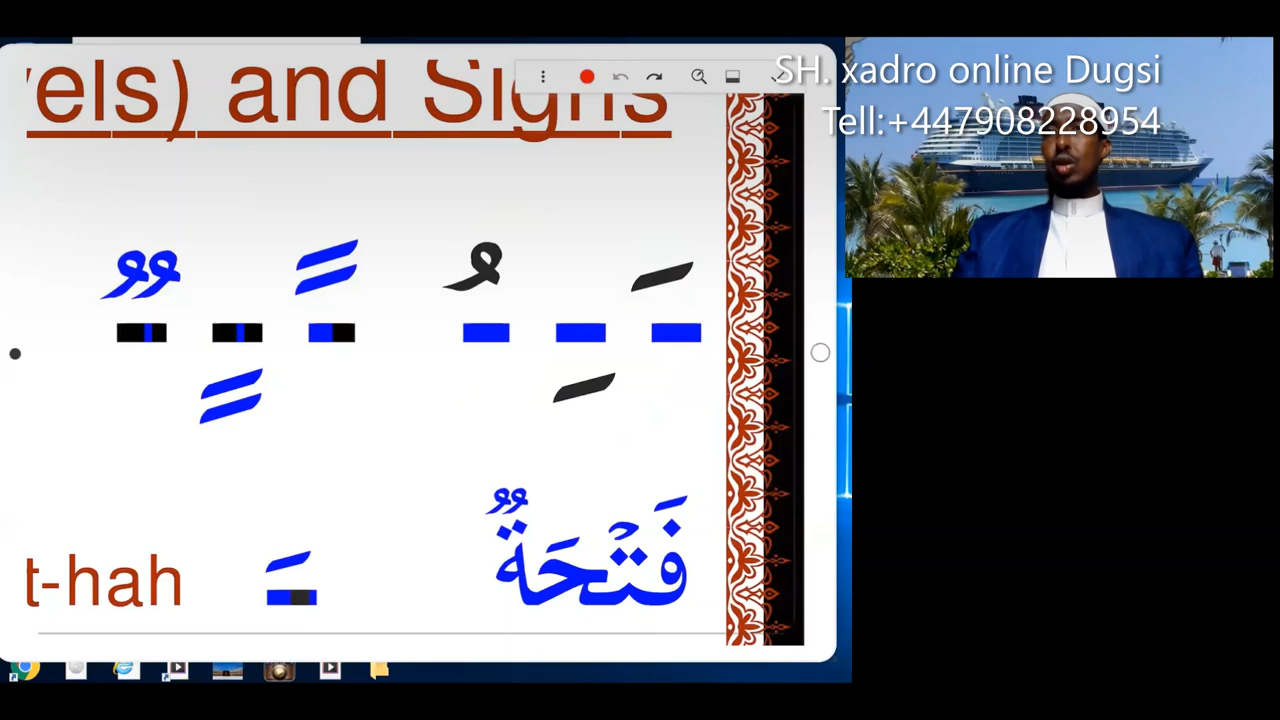 els) and Signs
SH. xadro online Dugsi
Tell:+447908228954
فَتْحَةٌ
t-hah